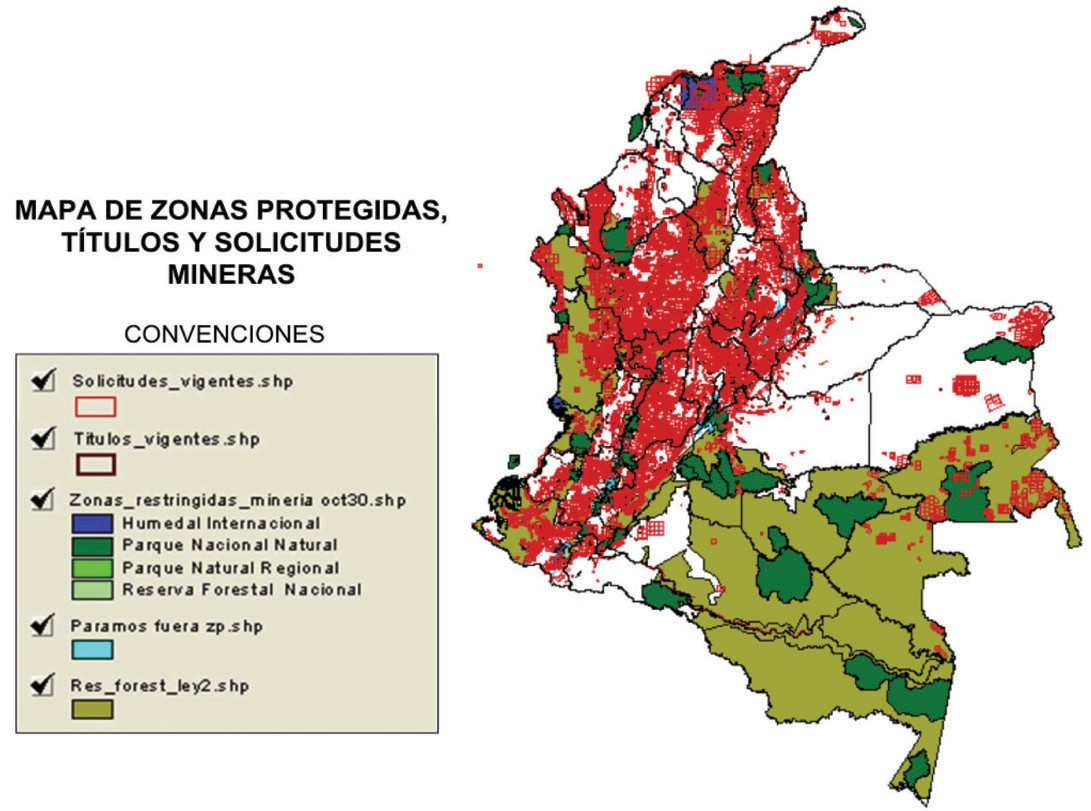 MAPA DE ZONAS PROTEGIDAS,
TÍTULOS Y SOLICITUDES
MINERAS
CONVENCIONES
Solicitudes_vigentes.shp
Titulos_vigentes.shp
Zonas_restringidas_mineria oct30.shp
Humedal Internacional
Parque Nacional Natural
Parque Natural Regional
Reserva Forestal Nacional
Paramos fuera zp.shp
Res_forest_ley2.shp